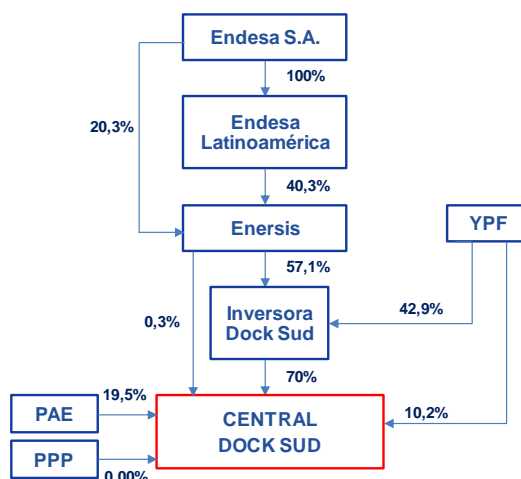 Endesa S.A.
100%
20,3%
Endesa
Latinoamérica
40,3%
Enersis
YPF
57,1%
0,3%
Inversora
Dock Sud
42,9%
70%
19,5%
PAE
CENTRAL
DOCK SUD
10,2%
PPP
0,00%